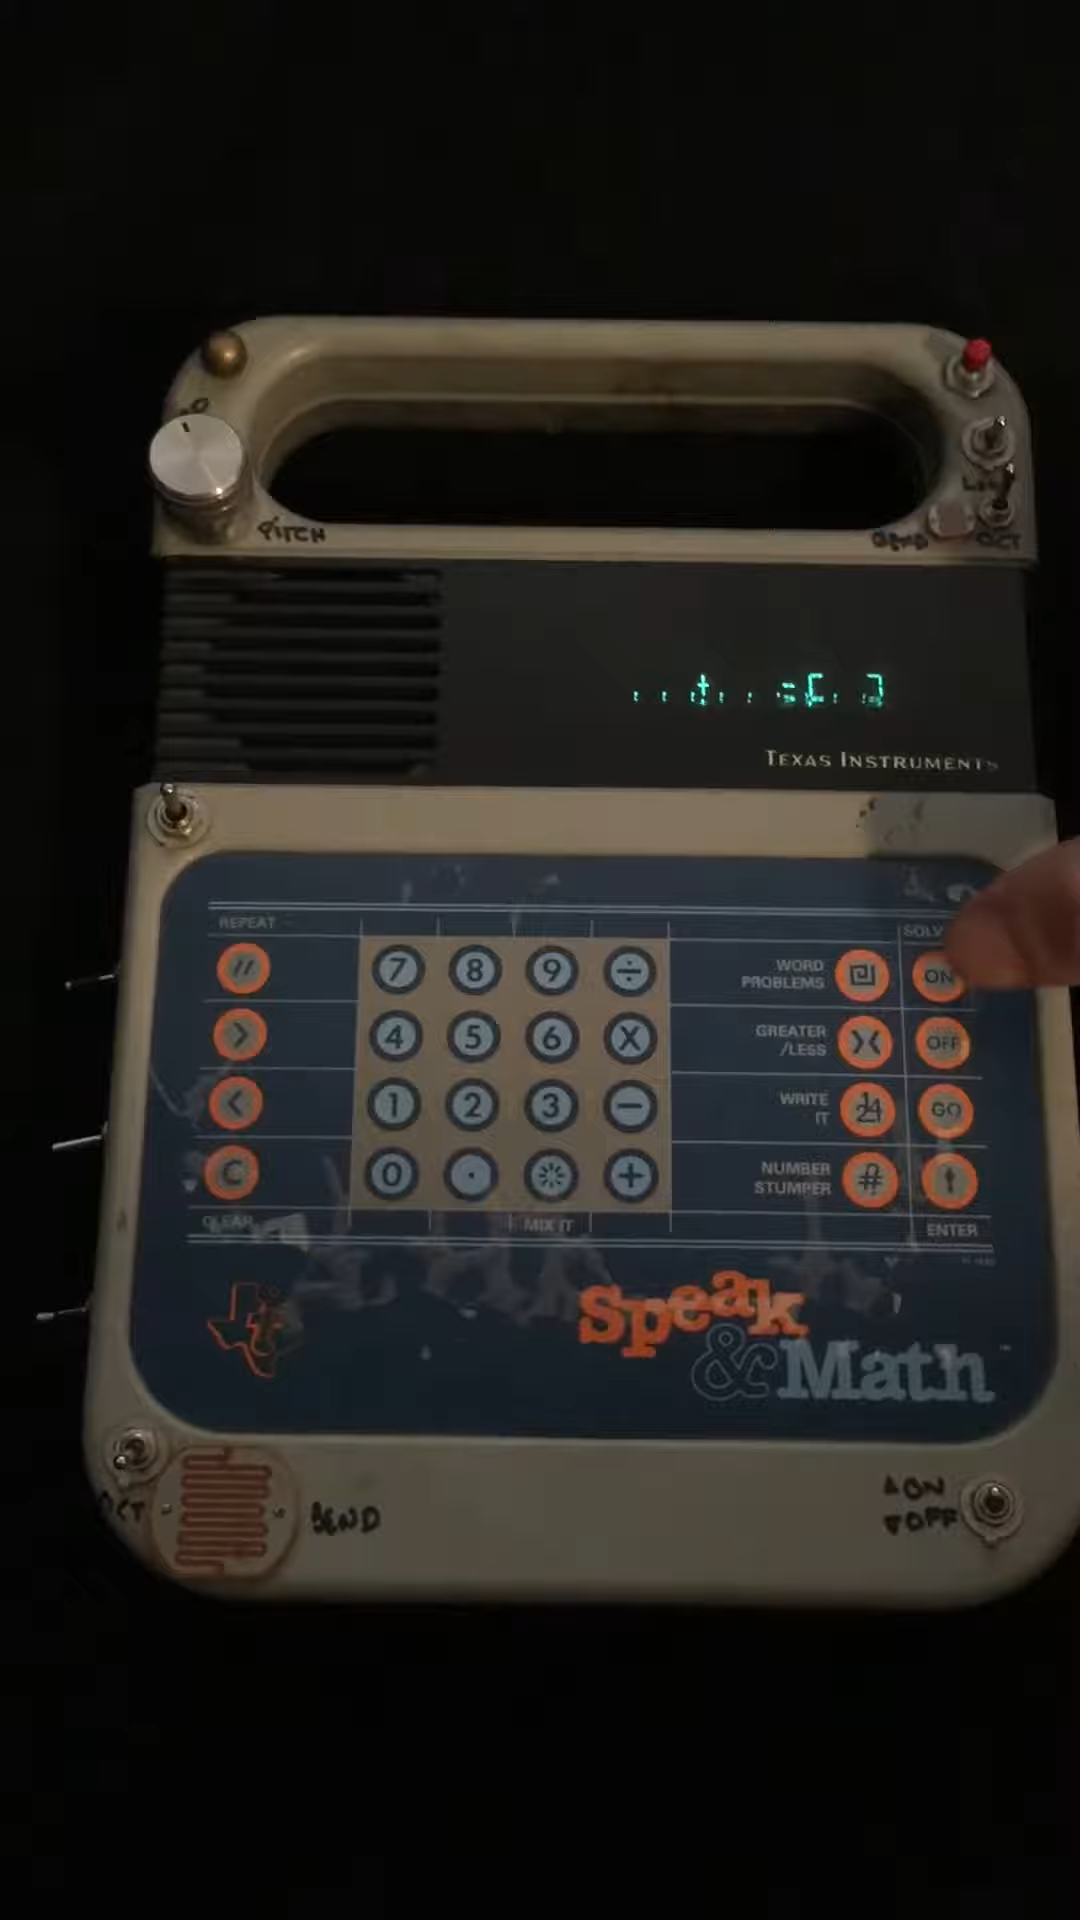 PITCH
BEND OCT
TEXAS INSTRUMENTS
REPEAT
SOLV
7 8 9 ÷
WORD PROBLEMS
ON
> 4 5 6 X
GREATER /LESS
OFF
< 1 2 3 −
WRITE IT
GO
C 0 . +
NUMBER STUMPER
#
CLEAR
MIX IT
ENTER
Speak
& Math
OCT
BEND
▲ON
▼OFF